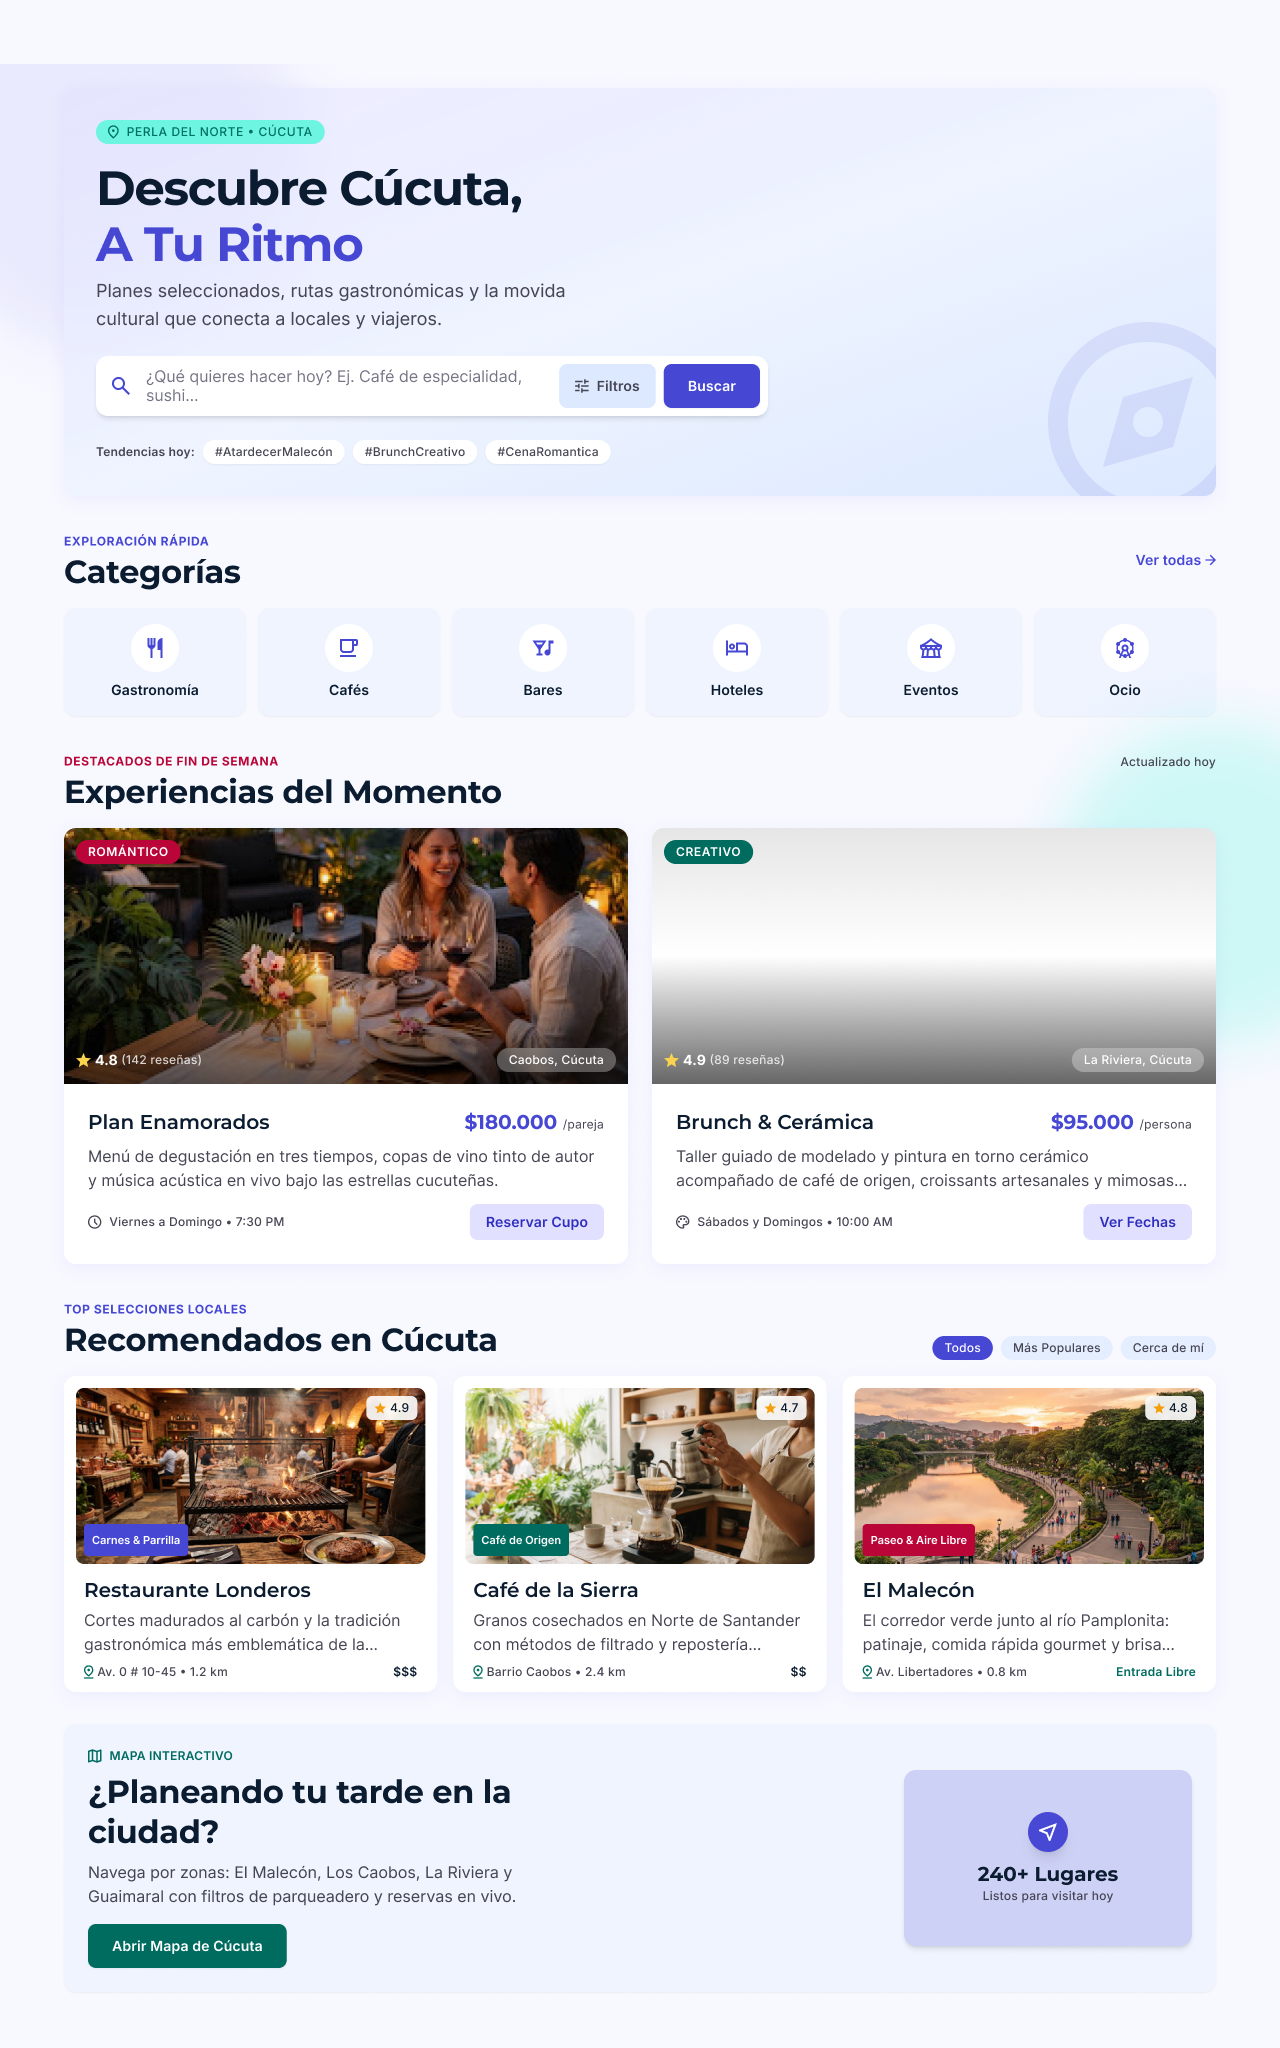 PERLA DEL NORTE • CÚCUTA
Descubre Cúcuta,
A Tu Ritmo
Planes seleccionados, rutas gastronómicas y la movida
cultural que conecta a locales y viajeros.
¿Qué quieres hacer hoy? Ej. Café de especialidad,
sushi...
Filtros
Buscar
Tendencias hoy:
#AtardecerMalecón
#BrunchCreativo
#CenaRomantica
EXPLORACIÓN RÁPIDA
Categorías
Ver todas →
Gastronomía
Cafés
Bares
Hoteles
Eventos
Ocio
DESTACADOS DE FIN DE SEMANA
Experiencias del Momento
Actualizado hoy
ROMÁNTICO
4.8 (142 reseñas)
Caobos, Cúcuta
Plan Enamorados
$180.000 /pareja
Menú de degustación en tres tiempos, copas de vino tinto de autor
y música acústica en vivo bajo las estrellas cucuteñas.
Viernes a Domingo • 7:30 PM
Reservar Cupo
CREATIVO
4.9 (89 reseñas)
La Riviera, Cúcuta
Brunch & Cerámica
$95.000 /persona
Taller guiado de modelado y pintura en torno cerámico
acompañado de café de origen, croissants artesanales y mimosas...
Sábados y Domingos • 10:00 AM
Ver Fechas
TOP SELECCIONES LOCALES
Recomendados en Cúcuta
Todos
Más Populares
Cerca de mí
4.9
Carnes & Parrilla
Restaurante Londeros
Cortes madurados al carbón y la tradición
gastronómica más emblemática de la...
Av. 0 # 10-45 • 1.2 km
$$$
4.7
Café de Origen
Café de la Sierra
Granos cosechados en Norte de Santander
con métodos de filtrado y repostería...
Barrio Caobos • 2.4 km
$$
4.8
Paseo & Aire Libre
El Malecón
El corredor verde junto al río Pamplonita:
patinaje, comida rápida gourmet y brisa...
Av. Libertadores • 0.8 km
Entrada Libre
MAPA INTERACTIVO
¿Planeando tu tarde en la
ciudad?
Navega por zonas: El Malecón, Los Caobos, La Riviera y
Guaimaral con filtros de parqueadero y reservas en vivo.
Abrir Mapa de Cúcuta
240+ Lugares
Listos para visitar hoy